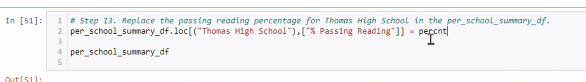 In [51]:
1 # Step 13. Replace the passing reading percentage for Thomas High School in the per_school_summary_df.
2 per_school_summary_df.loc[("Thomas High School"),["% Passing Reading"]] = percnt
3
4 per_school_summary_df
5
Out[51]: